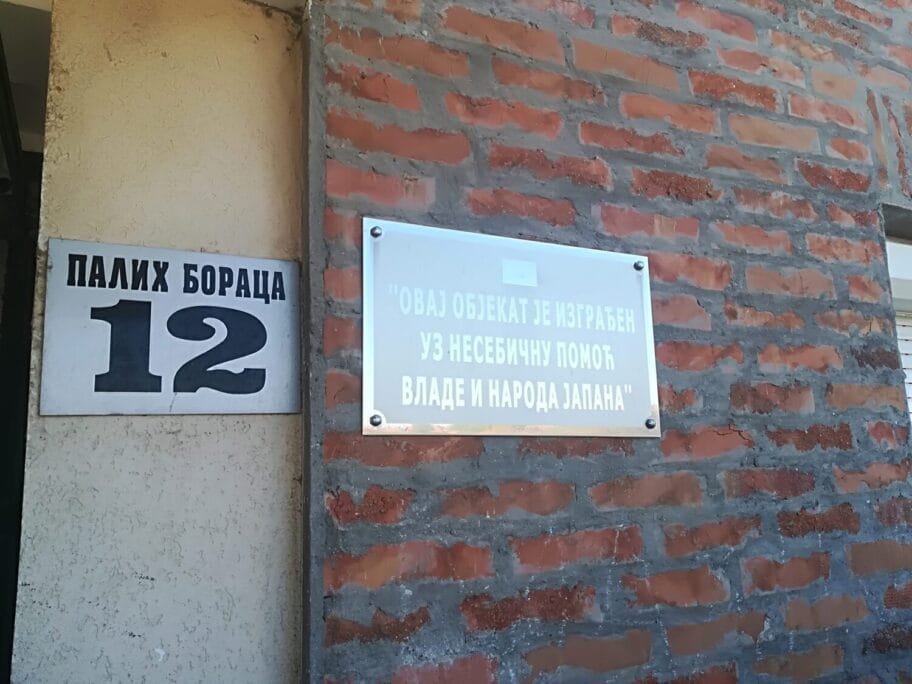 ПАЛИХ БОРАЦА
12
"ОВАЈ ОБЈЕКАТ ЈЕ ИЗГРАЂЕН
УЗ НЕСЕБИЧНУ ПОМОЋ
ВЛАДЕ И НАРОДА ЈАПАНА"